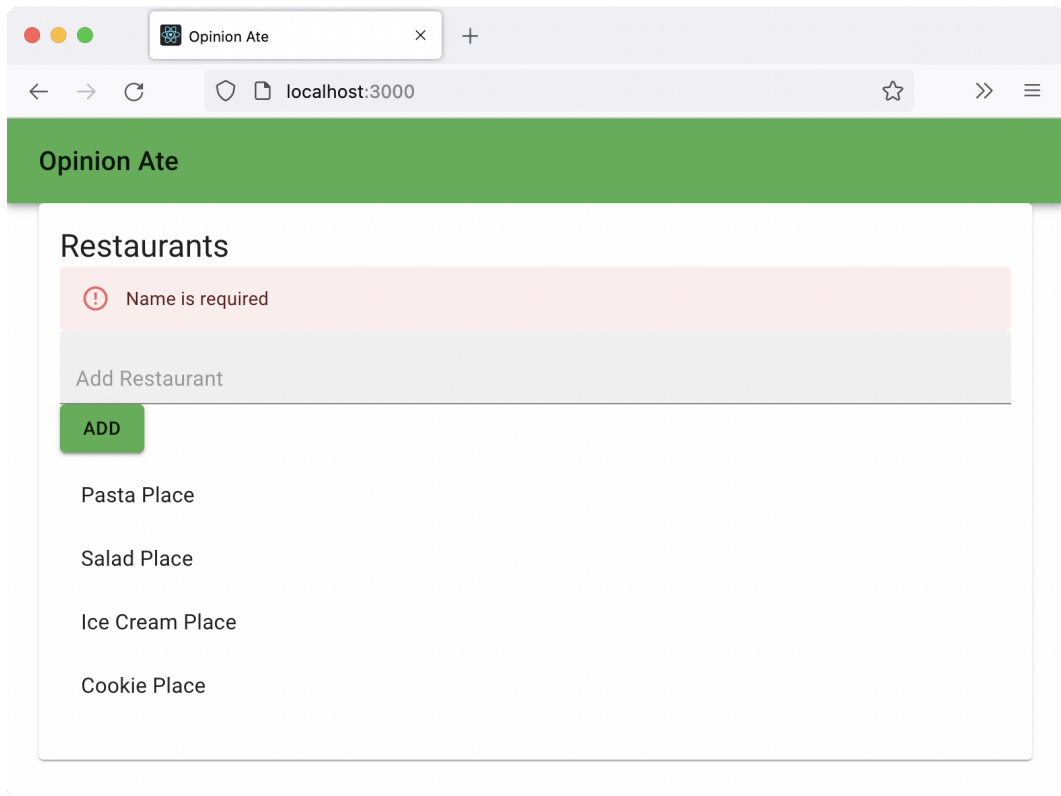 Opinion Ate
localhost:3000
Opinion Ate
Restaurants
Name is required
Add Restaurant
ADD
Pasta Place
Salad Place
Ice Cream Place
Cookie Place